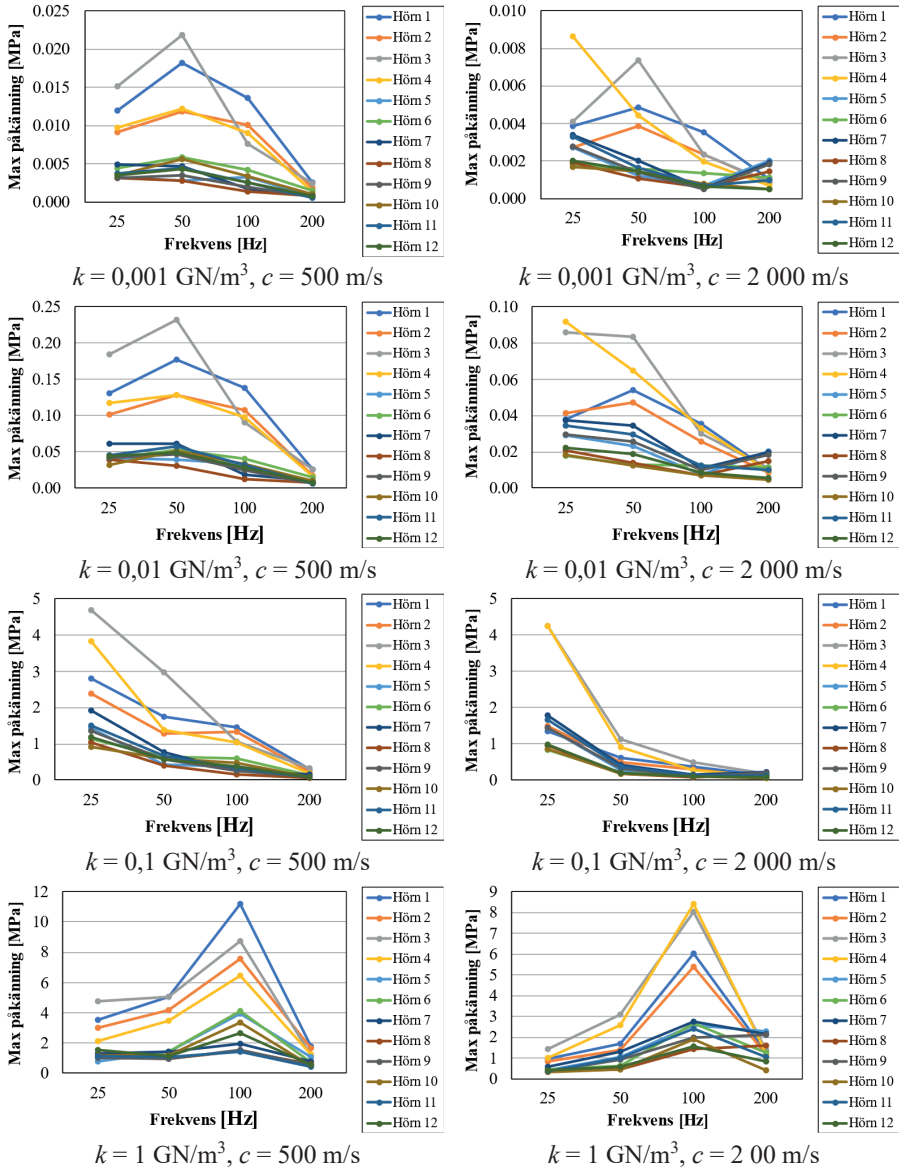 Max påkänning [MPa]
0.025
0.020
0.015
0.010
0.005
0.000
25
50
100
200
Frekvens [Hz]
Hörn 1
Hörn 2
Hörn 3
Hörn 4
Hörn 5
Hörn 6
Hörn 7
Hörn 8
Hörn 9
Hörn 10
Hörn 11
Hörn 12
k = 0,001 GN/m³, c = 500 m/s
Max påkänning [MPa]
0.010
0.008
0.006
0.004
0.002
0.000
25
50
100
200
Frekvens [Hz]
Hörn 1
Hörn 2
Hörn 3
Hörn 4
Hörn 5
Hörn 6
Hörn 7
Hörn 8
Hörn 9
Hörn 10
Hörn 11
Hörn 12
k = 0,001 GN/m³, c = 2 000 m/s
Max påkänning [MPa]
0.25
0.20
0.15
0.10
0.05
0.00
25
50
100
200
Frekvens [Hz]
Hörn 1
Hörn 2
Hörn 3
Hörn 4
Hörn 5
Hörn 6
Hörn 7
Hörn 8
Hörn 9
Hörn 10
Hörn 11
Hörn 12
k = 0,01 GN/m³, c = 500 m/s
Max påkänning [MPa]
0.10
0.08
0.06
0.04
0.02
0.00
25
50
100
200
Frekvens [Hz]
Hörn 1
Hörn 2
Hörn 3
Hörn 4
Hörn 5
Hörn 6
Hörn 7
Hörn 8
Hörn 9
Hörn 10
Hörn 11
Hörn 12
k = 0,01 GN/m³, c = 2 000 m/s
Max påkänning [MPa]
5
4
3
2
1
0
25
50
100
200
Frekvens [Hz]
Hörn 1
Hörn 2
Hörn 3
Hörn 4
Hörn 5
Hörn 6
Hörn 7
Hörn 8
Hörn 9
Hörn 10
Hörn 11
Hörn 12
k = 0,1 GN/m³, c = 500 m/s
Max påkänning [MPa]
5
4
3
2
1
0
25
50
100
200
Frekvens [Hz]
Hörn 1
Hörn 2
Hörn 3
Hörn 4
Hörn 5
Hörn 6
Hörn 7
Hörn 8
Hörn 9
Hörn 10
Hörn 11
Hörn 12
k = 0,1 GN/m³, c = 2 000 m/s
Max påkänning [MPa]
12
10
8
6
4
2
0
25
50
100
200
Frekvens [Hz]
Hörn 1
Hörn 2
Hörn 3
Hörn 4
Hörn 5
Hörn 6
Hörn 7
Hörn 8
Hörn 9
Hörn 10
Hörn 11
Hörn 12
k = 1 GN/m³, c = 500 m/s
Max påkänning [MPa]
9
8
7
6
5
4
3
2
1
0
25
50
100
200
Frekvens [Hz]
Hörn 1
Hörn 2
Hörn 3
Hörn 4
Hörn 5
Hörn 6
Hörn 7
Hörn 8
Hörn 9
Hörn 10
Hörn 11
Hörn 12
k = 1 GN/m³, c = 2 00 m/s